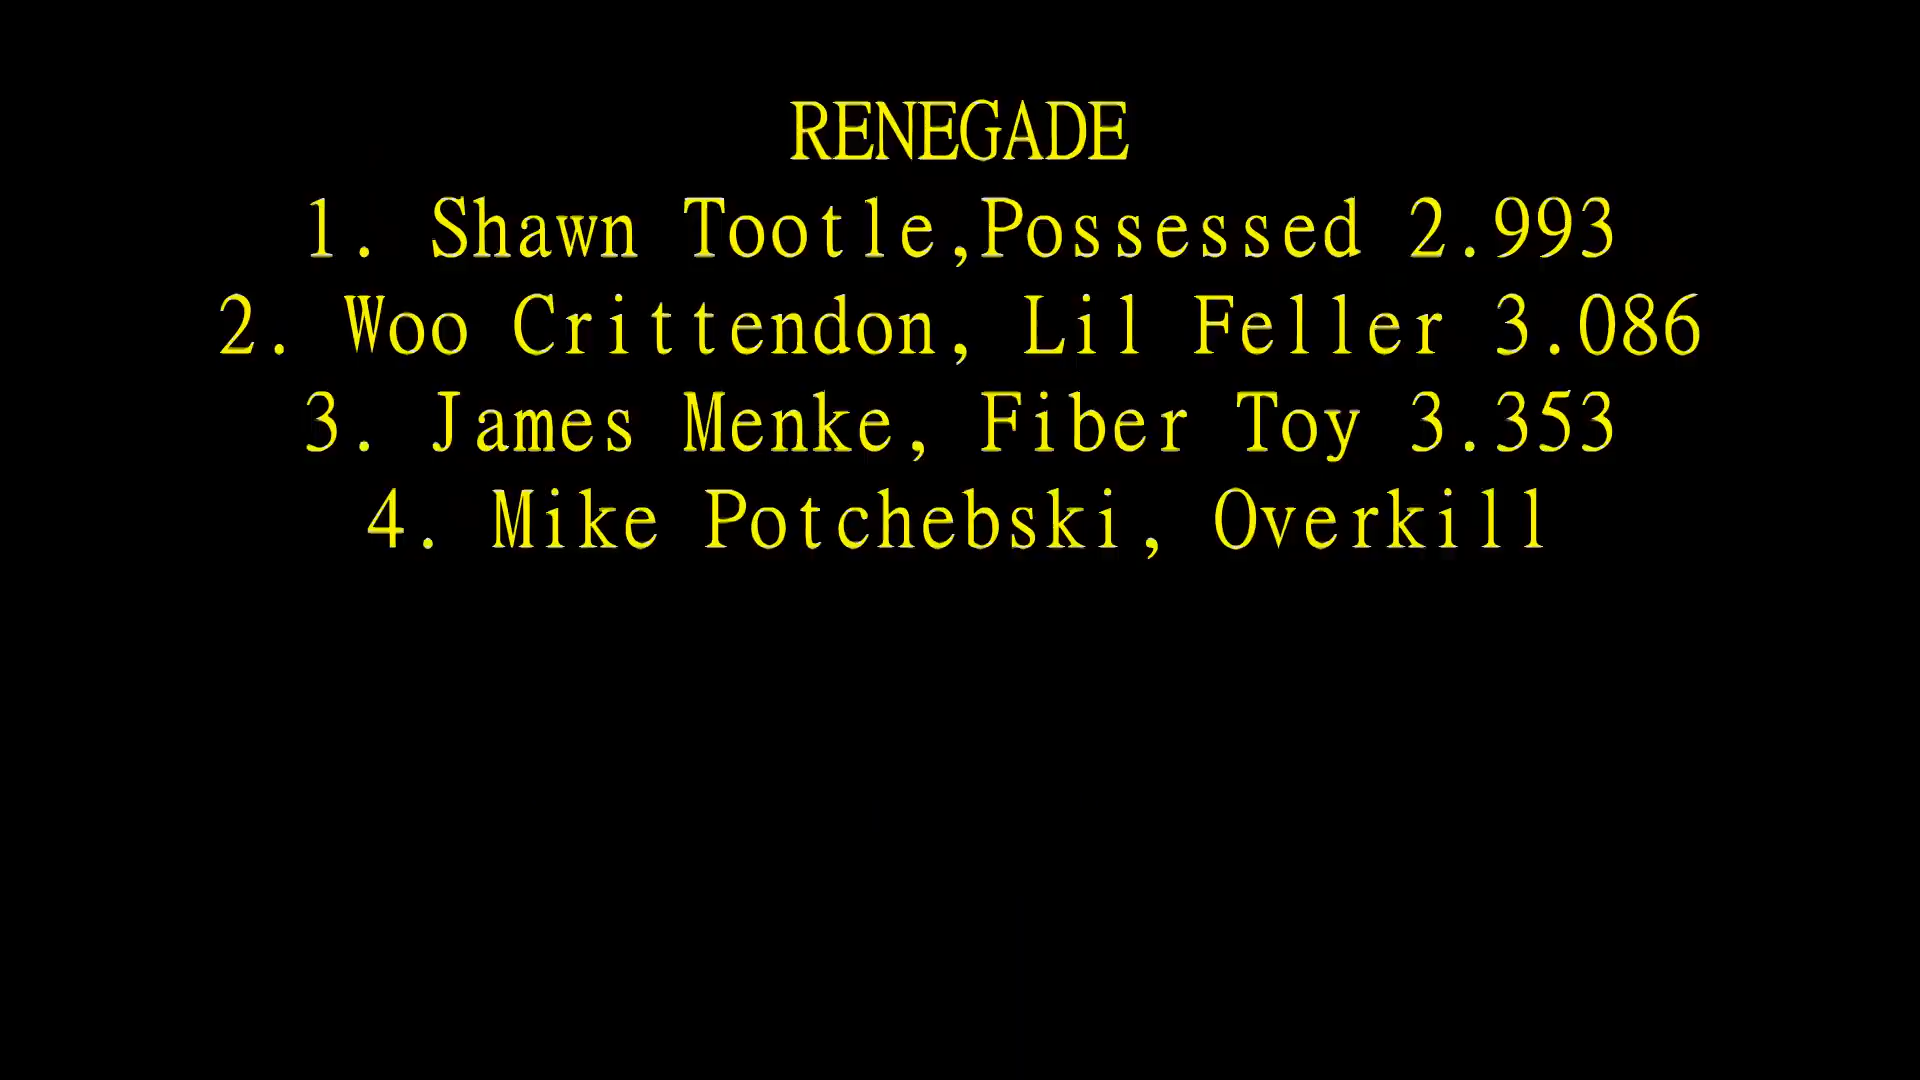 RENEGADE
1. Shawn Tootle,Possessed 2.993
2. Woo Crittendon, Lil Feller 3.086
3. James Menke, Fiber Toy 3.353
4. Mike Potchebski, Overkill